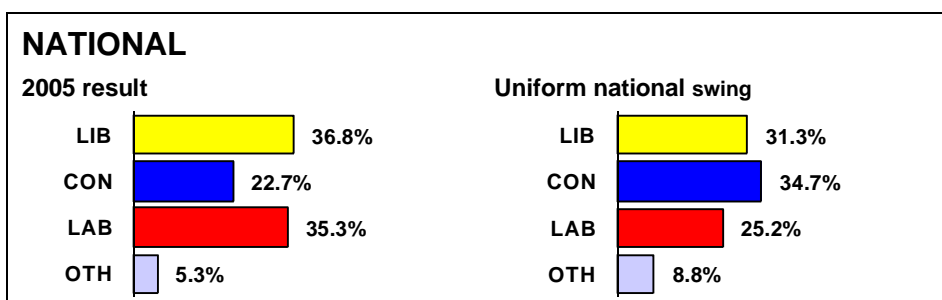 NATIONAL
2005 result
LIB 36.8%
CON 22.7%
LAB 35.3%
OTH 5.3%
Uniform national swing
LIB 31.3%
CON 34.7%
LAB 25.2%
OTH 8.8%